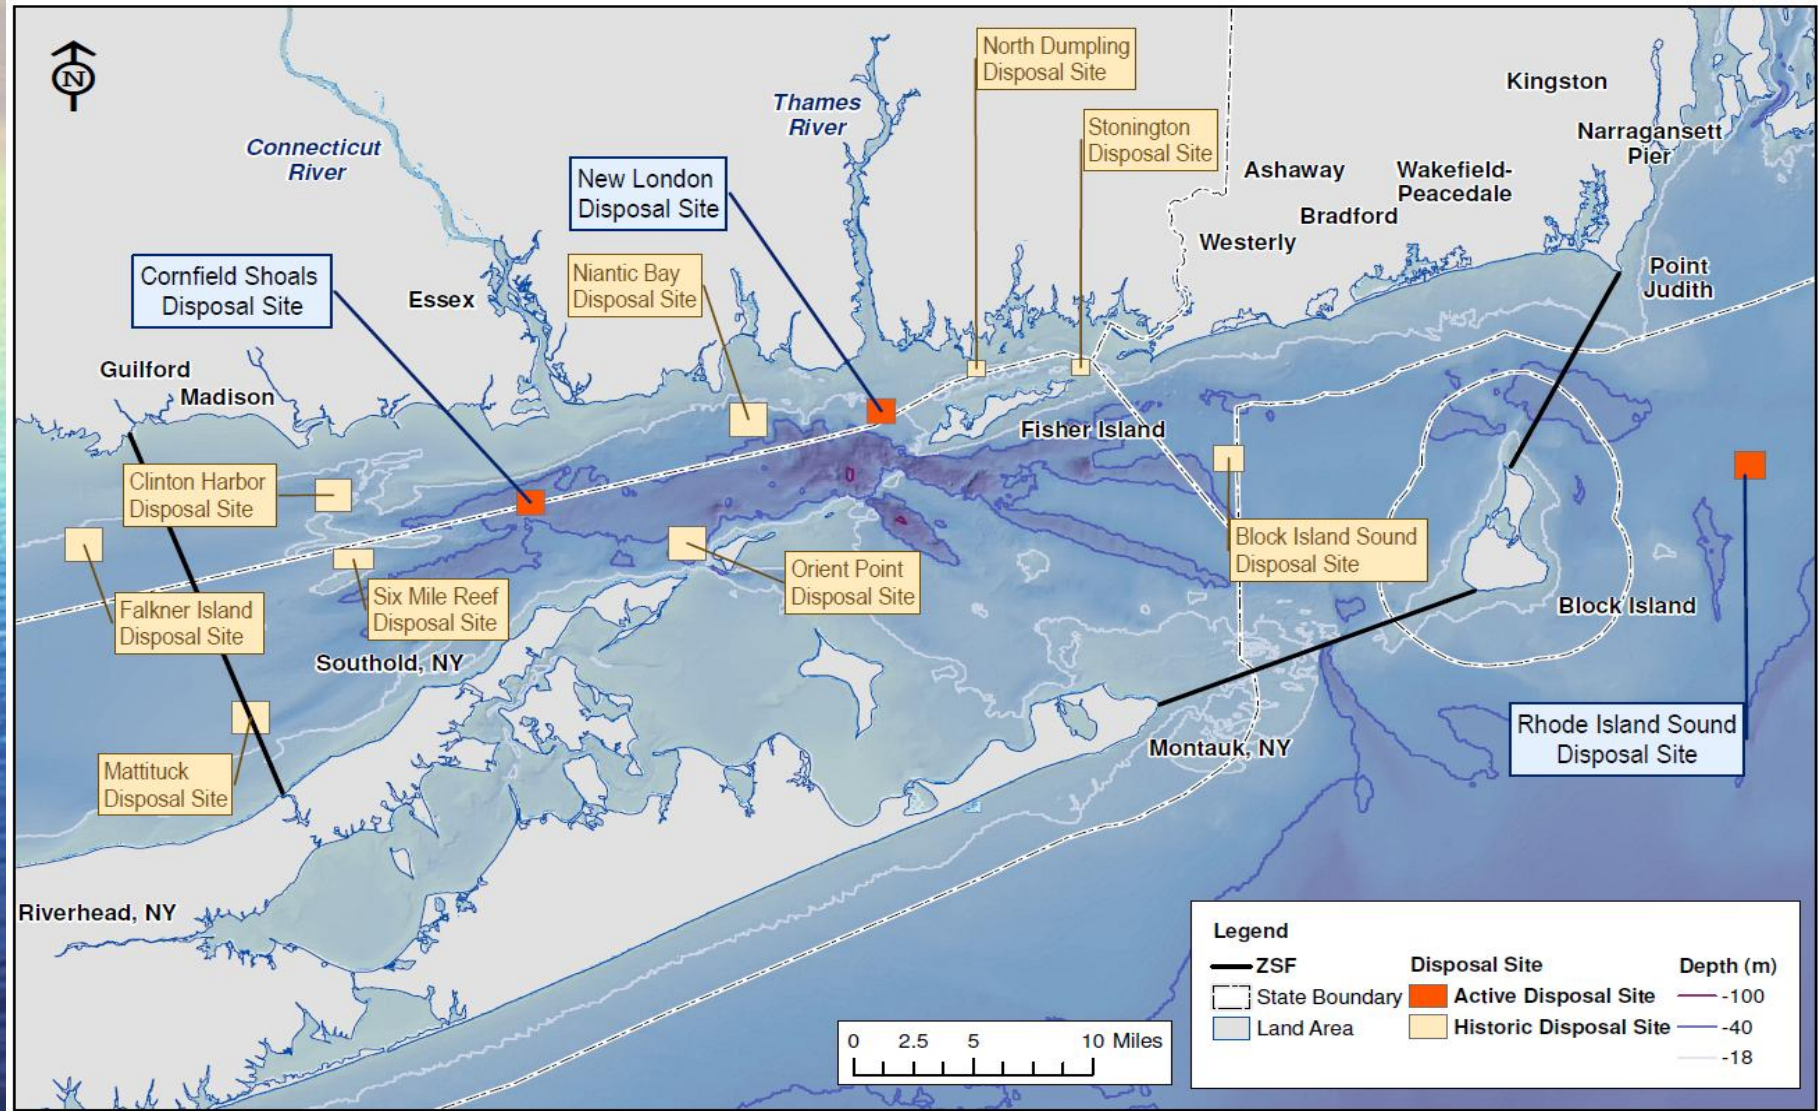 N
North Dumpling
Disposal Site
Kingston
Thames
River
Connecticut
River
Stonington
Disposal Site
Narragansett
Pier
New London
Disposal Site
Ashaway
Wakefield-
Peacedale
Bradford
Westerly
Cornfield Shoals
Disposal Site
Niantic Bay
Disposal Site
Essex
Point
Judith
Guilford
Madison
Fisher Island
Clinton Harbor
Disposal Site
Block Island Sound
Disposal Site
Orient Point
Disposal Site
Six Mile Reef
Disposal Site
Falkner Island
Disposal Site
Block Island
Southold, NY
Rhode Island Sound
Disposal Site
Montauk, NY
Mattituck
Disposal Site
Riverhead, NY
Legend
ZSF
State Boundary
Land Area
Disposal Site
Active Disposal Site
Historic Disposal Site
Depth (m)
-100
-40
-18
0 2.5 5 10 Miles